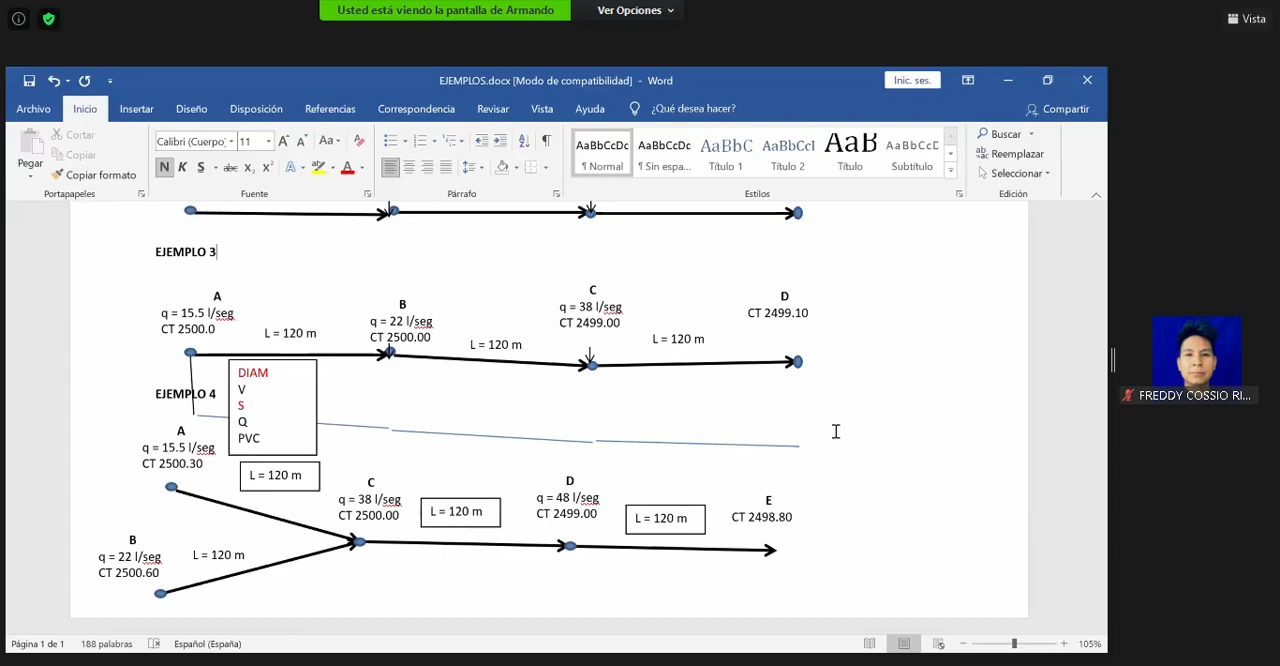 Usted está viendo la pantalla de Armando
Ver Opciones
Vista
EJEMPLOS.docx [Modo de compatibilidad] - Word
Inic. ses.
Archivo
Inicio
Insertar
Diseño
Disposición
Referencias
Correspondencia
Revisar
Vista
Ayuda
¿Qué desea hacer?
Compartir
Pegar
Cortar
Copiar
Copiar formato
Portapapeles
Calibri (Cuerpo)
11
N K S abc X₂ X²
Fuente
Párrafo
AaBbCcDc
¶ Normal
AaBbCcDc
¶ Sin espa...
AaBbC
Título 1
AaBbCcI
Título 2
AaB
Título
AaBbCcD
Subtítulo
Estilos
Buscar
Reemplazar
Seleccionar
Edición
EJEMPLO 3
A
q = 15.5 l/seg
CT 2500.0
L = 120 m
B
q = 22 l/seg
CT 2500.00
L = 120 m
C
q = 38 l/seg
CT 2499.00
L = 120 m
D
CT 2499.10
DIAM
V
S
Q
PVC
EJEMPLO 4
A
q = 15.5 l/seg
CT 2500.30
L = 120 m
B
q = 22 l/seg
CT 2500.60
L = 120 m
C
q = 38 l/seg
CT 2500.00
L = 120 m
D
q = 48 l/seg
CT 2499.00
L = 120 m
E
CT 2498.80
FREDDY COSSIO RI...
Página 1 de 1
188 palabras
Español (España)
105%